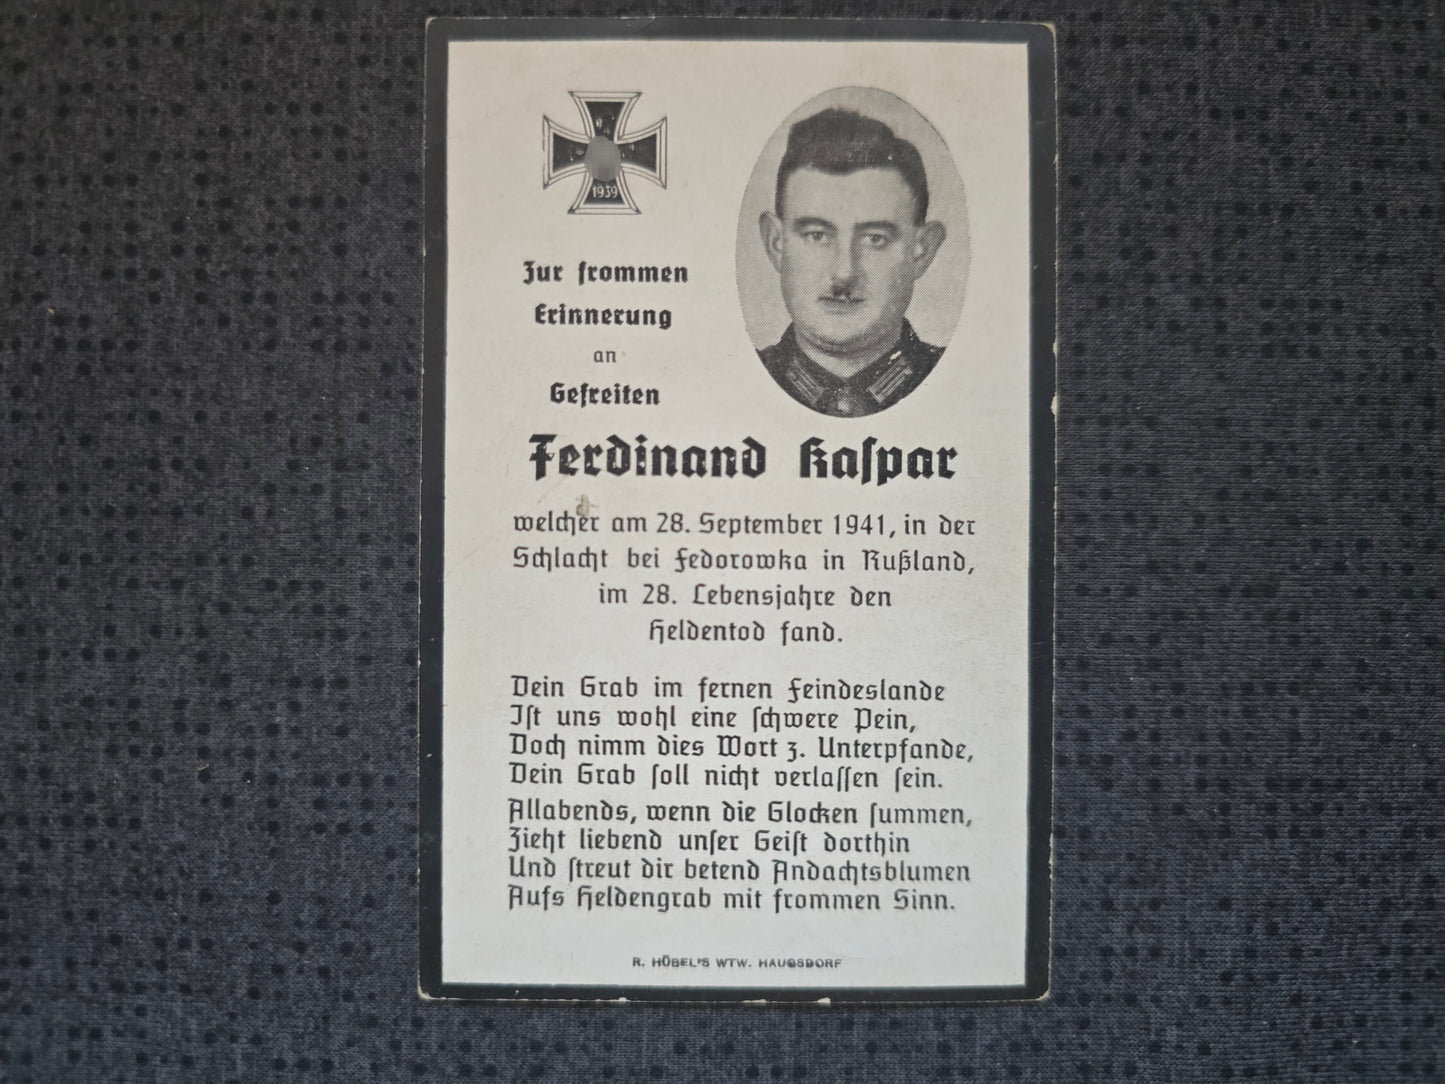 1939
Zur frommen
Erinnerung
an
Gefreiten
Ferdinand Kaspar
welcher am 28. September 1941, in der
Schlacht bei Fedorowka in Rußland,
im 28. Lebensjahre den
Heldentod fand.
Dein Grab im fernen Feindeslande
Ist uns wohl eine schwere Pein,
Doch nimm dies Wort z. Unterpfande,
Dein Grab soll nicht verlassen sein.
Allabends, wenn die Glocken summen,
Zieht liebend unser Geist dorthin
Und streut dir betend Andachtsblumen
Aufs Heldengrab mit frommen Sinn.
R. HÜBEL'S WTW. HAUGSDORF